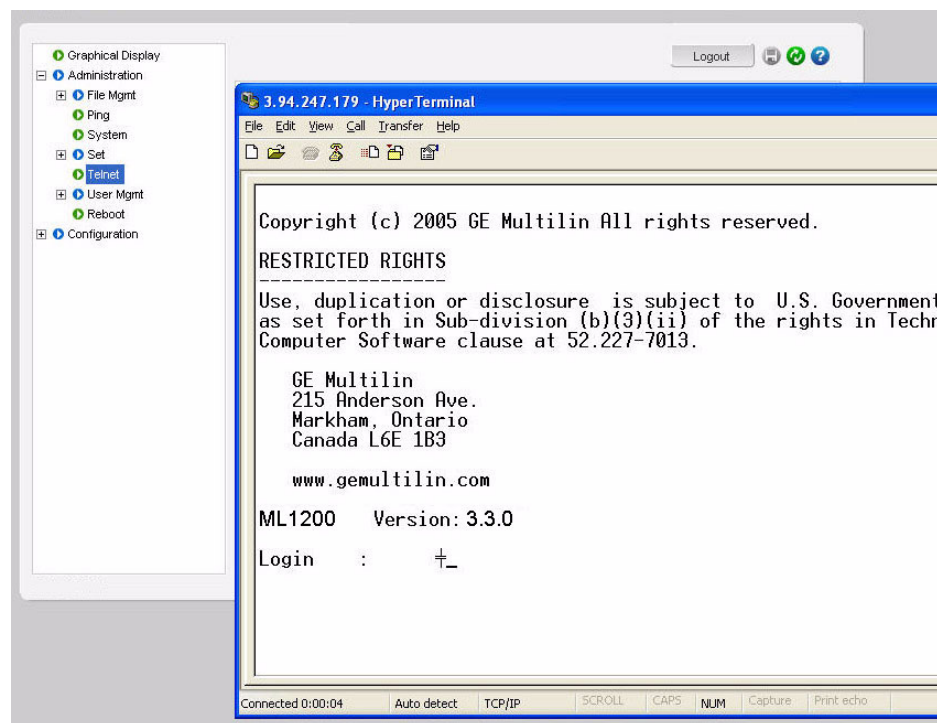 Graphical Display
Administration
File Mgmt
Ping
System
Set
Telnet
User Mgmt
Reboot
Configuration
Logout
3.94.247.179 - HyperTerminal
File Edit View Call Transfer Help
Copyright (c) 2005 GE Multilin All rights reserved.
RESTRICTED RIGHTS
-----------------
Use, duplication or disclosure is subject to U.S. Government
as set forth in Sub-division (b)(3)(ii) of the rights in Techn
Computer Software clause at 52.227-7013.
GE Multilin
215 Anderson Ave.
Markham, Ontario
Canada L6E 1B3
www.gemultilin.com
ML1200 Version: 3.3.0
Login :
Connected 0:00:04 Auto detect TCP/IP SCROLL CAPS NUM Capture Print echo